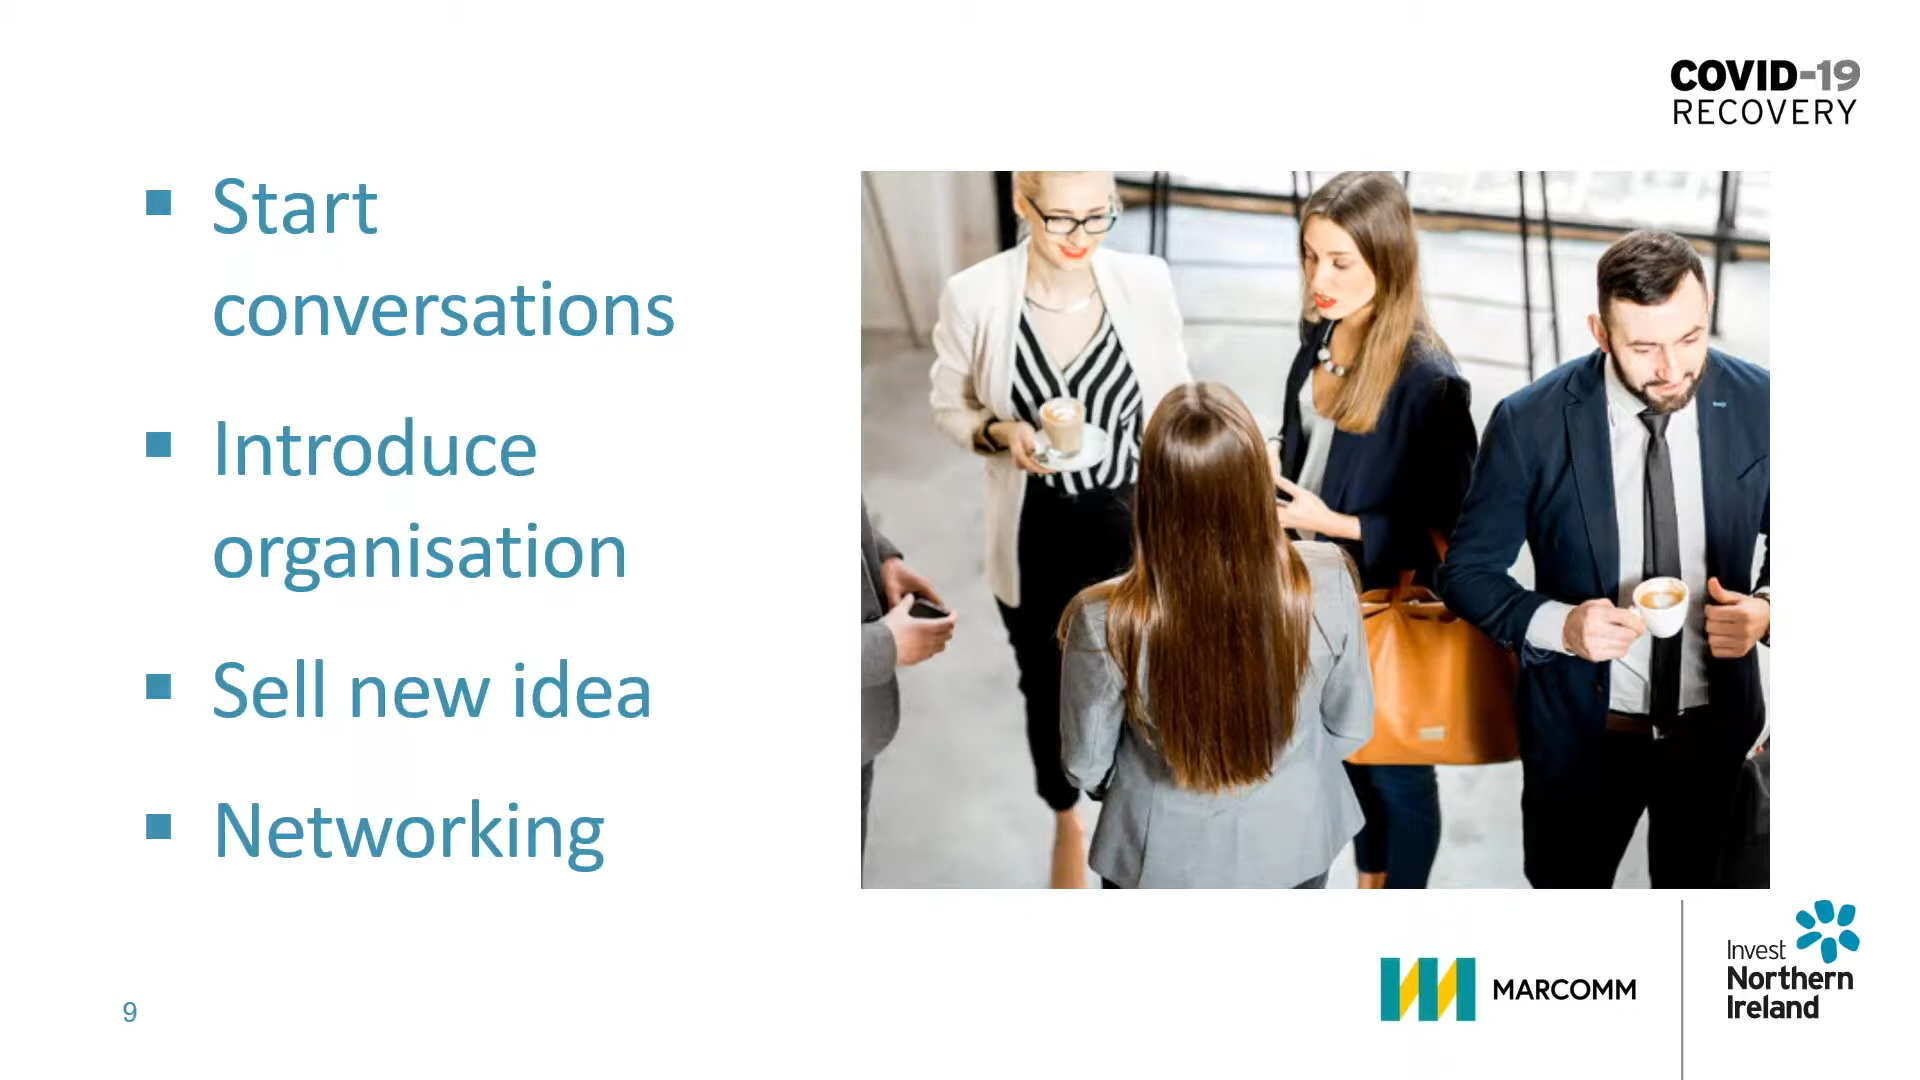 COVID-19
RECOVERY
Start
conversations
Introduce
organisation
Sell new idea
Networking
9
MARCOMM
Invest
Northern
Ireland